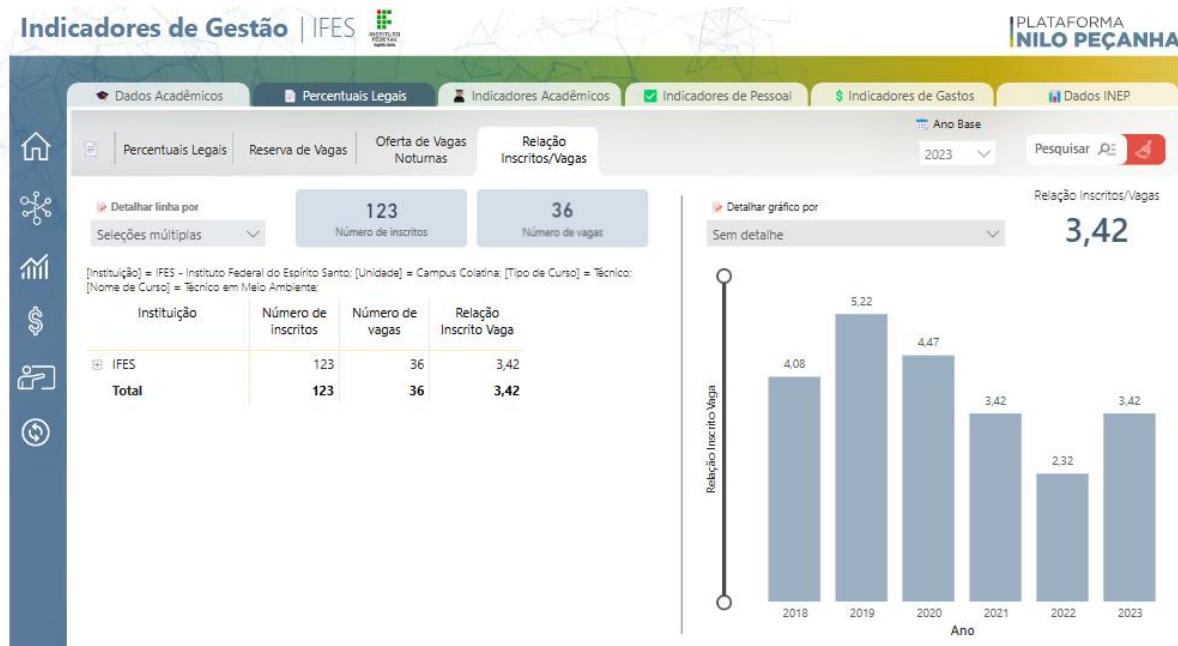 Indicadores de Gestão | IFES
INSTITUTO
FEDERAL
Espírito Santo
PLATAFORMA
NILO PEÇANHA
Dados Acadêmicos
Percentuais Legais
Indicadores Acadêmicos
Indicadores de Pessoal
Indicadores de Gastos
Dados INEP
Percentuais Legais
Reserva de Vagas
Oferta de Vagas
Noturnas
Relação
Inscritos/Vagas
Ano Base
2023
Pesquisar
Detalhar linha por
Seleções múltiplas
123
Número de inscritos
36
Número de vagas
Detalhar gráfico por
Sem detalhe
Relação Inscritos/Vagas
3,42
[Instituição] = IFES - Instituto Federal do Espírito Santo; [Unidade] = Campus Colatina; [Tipo de Curso] = Técnico;
[Nome de Curso] = Técnico em Meio Ambiente;
Instituição
Número de
inscritos
Número de
vagas
Relação
Inscrito Vaga
IFES 123 36 3,42
Total 123 36 3,42
Relação Inscrito Vaga
4,08
5,22
4,47
3,42
2,32
3,42
2018 2019 2020 2021 2022 2023
Ano